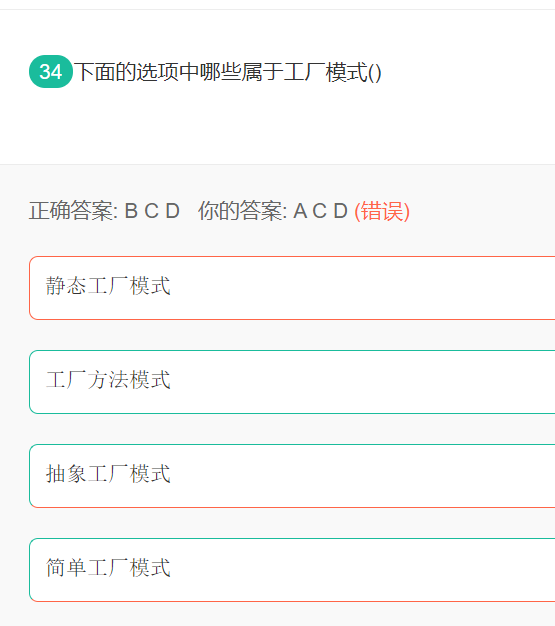 34 下面的选项中哪些属于工厂模式()
正确答案: B C D 你的答案: A C D (错误)
静态工厂模式
工厂方法模式
抽象工厂模式
简单工厂模式